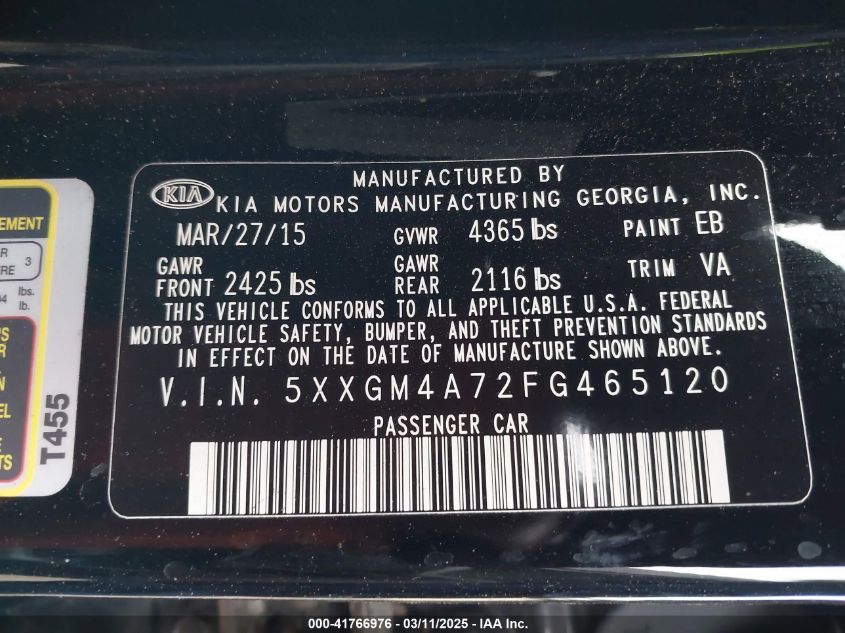 MANUFACTURED BY
KIA KIA MOTORS MANUFACTURING GEORGIA, INC.
MAR/27/15 GVWR 4365 lbs PAINT EB
GAWR FRONT 2425 lbs GAWR REAR 2116 lbs TRIM VA
THIS VEHICLE CONFORMS TO ALL APPLICABLE U.S.A. FEDERAL
MOTOR VEHICLE SAFETY, BUMPER, AND THEFT PREVENTION STANDARDS
IN EFFECT ON THE DATE OF MANUFACTURE SHOWN ABOVE.
V.I.N. 5XXGM4A72FG465120
PASSENGER CAR
3
lbs.
lb.
T455
000-41766976 - 03/11/2025 - IAA Inc.